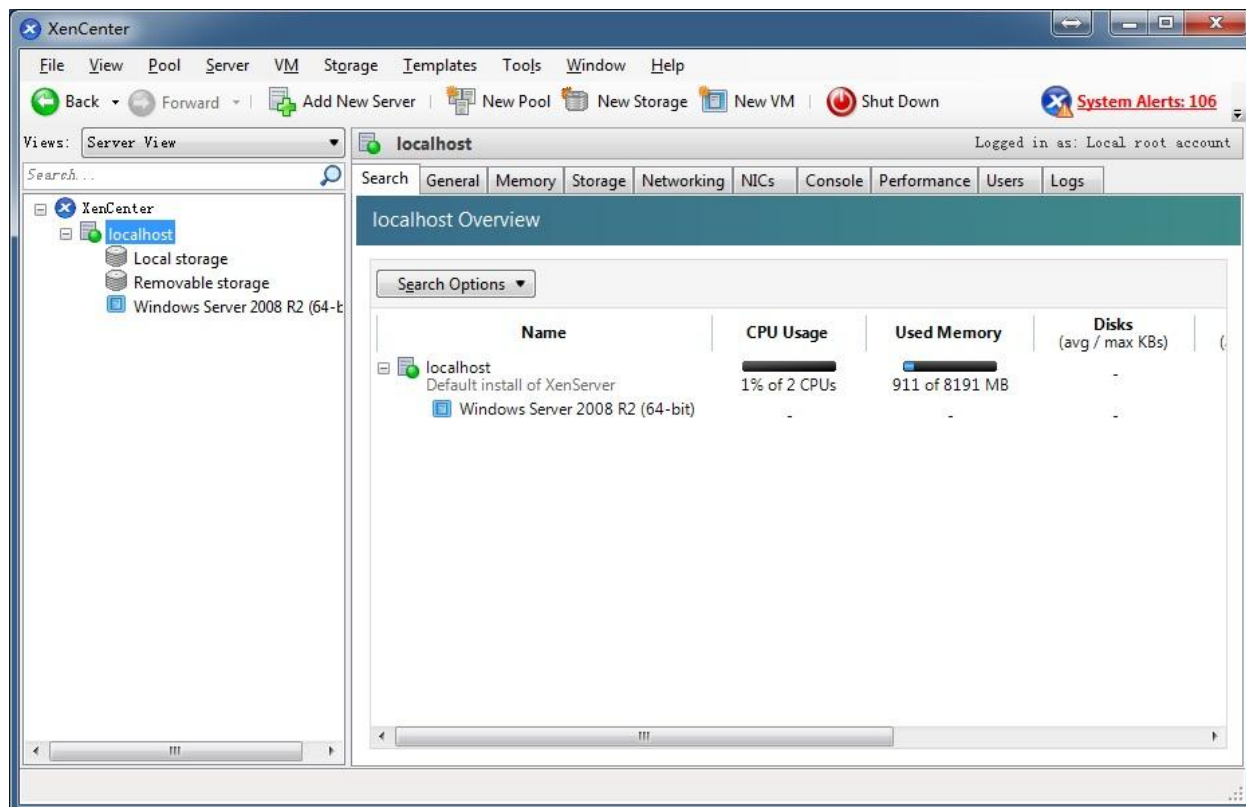 XenCenter
File View Pool Server VM Storage Templates Tools Window Help
Back Forward Add New Server New Pool New Storage New VM Shut Down System Alerts: 106
Views: Server View localhost Logged in as: Local root account
Search... Search General Memory Storage Networking NICs Console Performance Users Logs
XenCenter
localhost
Local storage
Removable storage
Windows Server 2008 R2 (64-b
localhost Overview
Search Options
Name CPU Usage Used Memory Disks
(avg / max KBs) (.
localhost
Default install of XenServer 1% of 2 CPUs 911 of 8191 MB -
Windows Server 2008 R2 (64-bit) - - -